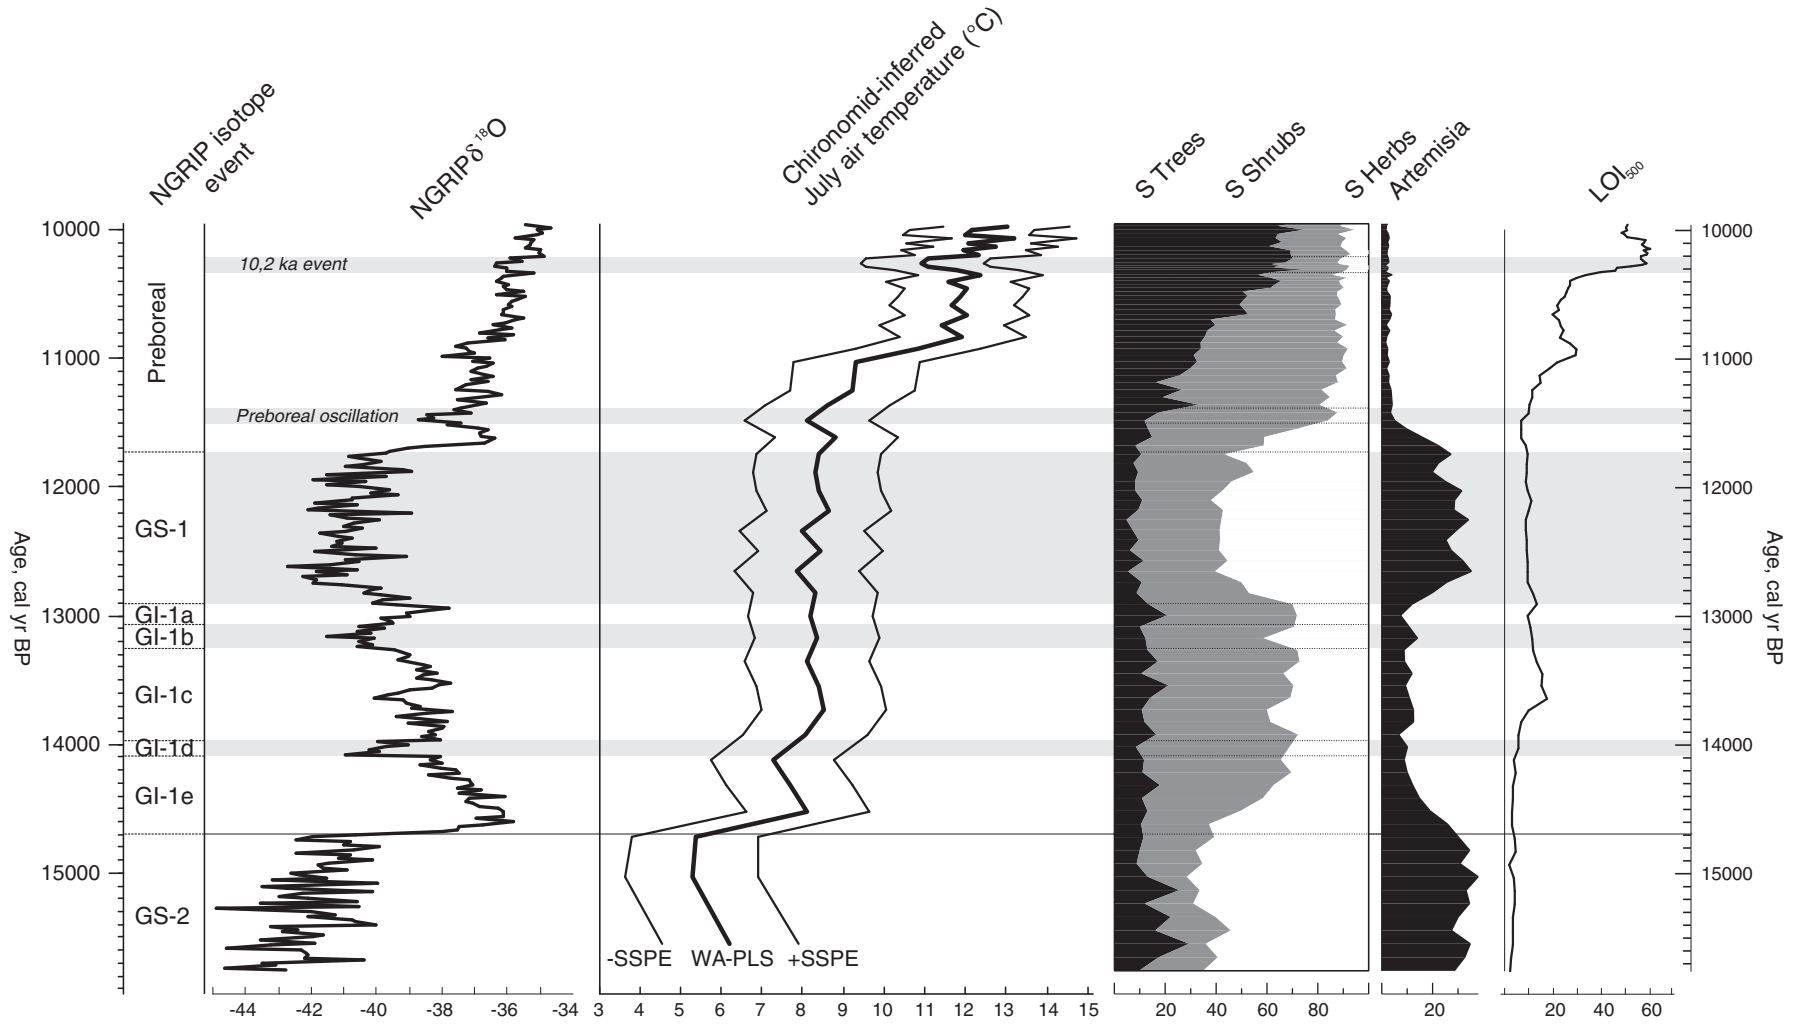 NGRIP isotope
event
NGRIPδ ¹⁸O
Chironomid-inferred
July air temperature (°C)
S Trees
S Shrubs
S Herbs
Artemisia
LOI₅₀₀
10000
11000
12000
13000
14000
15000
Age, cal yr BP
Preboreal
GS-1
GI-1a
GI-1b
GI-1c
GI-1d
GI-1e
GS-2
10,2 ka event
Preboreal oscillation
-SSPE
WA-PLS
+SSPE
10000
11000
12000
13000
14000
15000
Age, cal yr BP
-44 -42 -40 -38 -36 -34
3 4 5 6 7 8 9 10 11 12 13 14 15
20 40 60 80
20
20 40 60